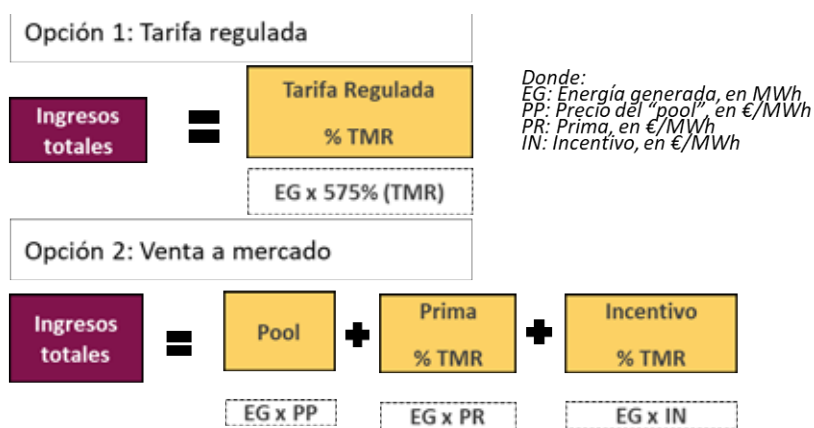 Opción 1: Tarifa regulada
Ingresos
totales
=
Tarifa Regulada
% TMR
EG x 575% (TMR)
Donde:
EG: Energía generada, en MWh
PP: Precio del “pool”, en €/MWh
PR: Prima, en €/MWh
IN: Incentivo, en €/MWh
Opción 2: Venta a mercado
Ingresos
totales
=
Pool
EG x PP
+
Prima
% TMR
EG x PR
+
Incentivo
% TMR
EG x IN